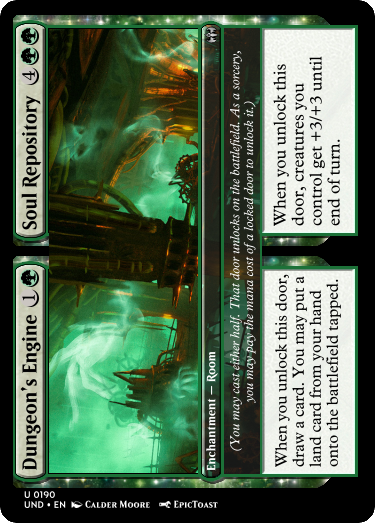 Dungeon's Engine 1
Enchantment — Room
(You may cast either half. That door unlocks on the battlefield. As a sorcery,
you may pay the mana cost of a locked door to unlock it.)
When you unlock this door,
draw a card. You may put a
land card from your hand
onto the battlefield tapped.
Soul Repository 4
When you unlock this
door, creatures you
control get +3/+3 until
end of turn.
U 0190
UND • EN Calder Moore EpicToast